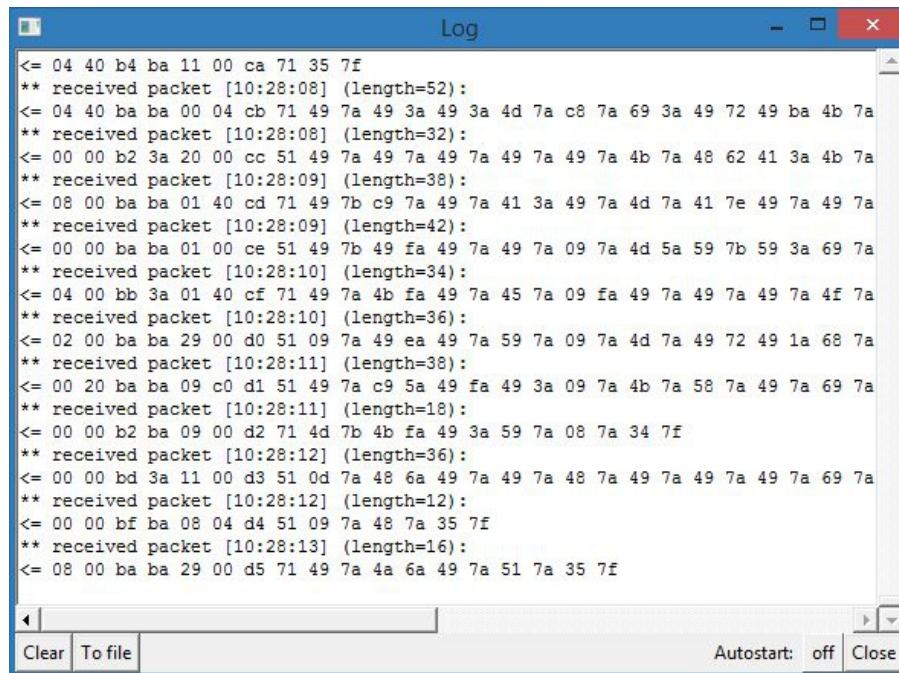 Log
<= 04 40 b4 ba 11 00 ca 71 35 7f
** received packet [10:28:08] (length=52):
<= 04 40 ba ba 00 04 cb 71 49 7a 49 3a 49 3a 4d 7a c8 7a 69 3a 49 72 49 ba 4b 7a
** received packet [10:28:08] (length=32):
<= 00 00 b2 3a 20 00 cc 51 49 7a 49 7a 49 7a 49 7a 4b 7a 48 62 41 3a 4b 7a
** received packet [10:28:09] (length=38):
<= 08 00 ba ba 01 40 cd 71 49 7b c9 7a 49 7a 41 3a 49 7a 4d 7a 41 7e 49 7a 49 7a
** received packet [10:28:09] (length=42):
<= 00 00 ba ba 01 00 ce 51 49 7b 49 fa 49 7a 49 7a 09 7a 4d 5a 59 7b 59 3a 69 7a
** received packet [10:28:10] (length=34):
<= 04 00 bb 3a 01 40 cf 71 49 7a 4b fa 49 7a 45 7a 09 fa 49 7a 49 7a 49 7a 4f 7a
** received packet [10:28:10] (length=36):
<= 02 00 ba ba 29 00 d0 51 09 7a 49 ea 49 7a 59 7a 09 7a 4d 7a 49 72 49 1a 68 7a
** received packet [10:28:11] (length=38):
<= 00 20 ba ba 09 c0 d1 51 49 7a c9 5a 49 fa 49 3a 09 7a 4b 7a 58 7a 49 7a 69 7a
** received packet [10:28:11] (length=18):
<= 00 00 b2 ba 09 00 d2 71 4d 7b 4b fa 49 3a 59 7a 08 7a 34 7f
** received packet [10:28:12] (length=36):
<= 00 00 bd 3a 11 00 d3 51 0d 7a 48 6a 49 7a 49 7a 48 7a 49 7a 49 7a 49 7a 69 7a
** received packet [10:28:12] (length=12):
<= 00 00 bf ba 08 04 d4 51 09 7a 48 7a 35 7f
** received packet [10:28:13] (length=16):
<= 08 00 ba ba 29 00 d5 71 49 7a 4a 6a 49 7a 51 7a 35 7f
Clear To file Autostart: off Close